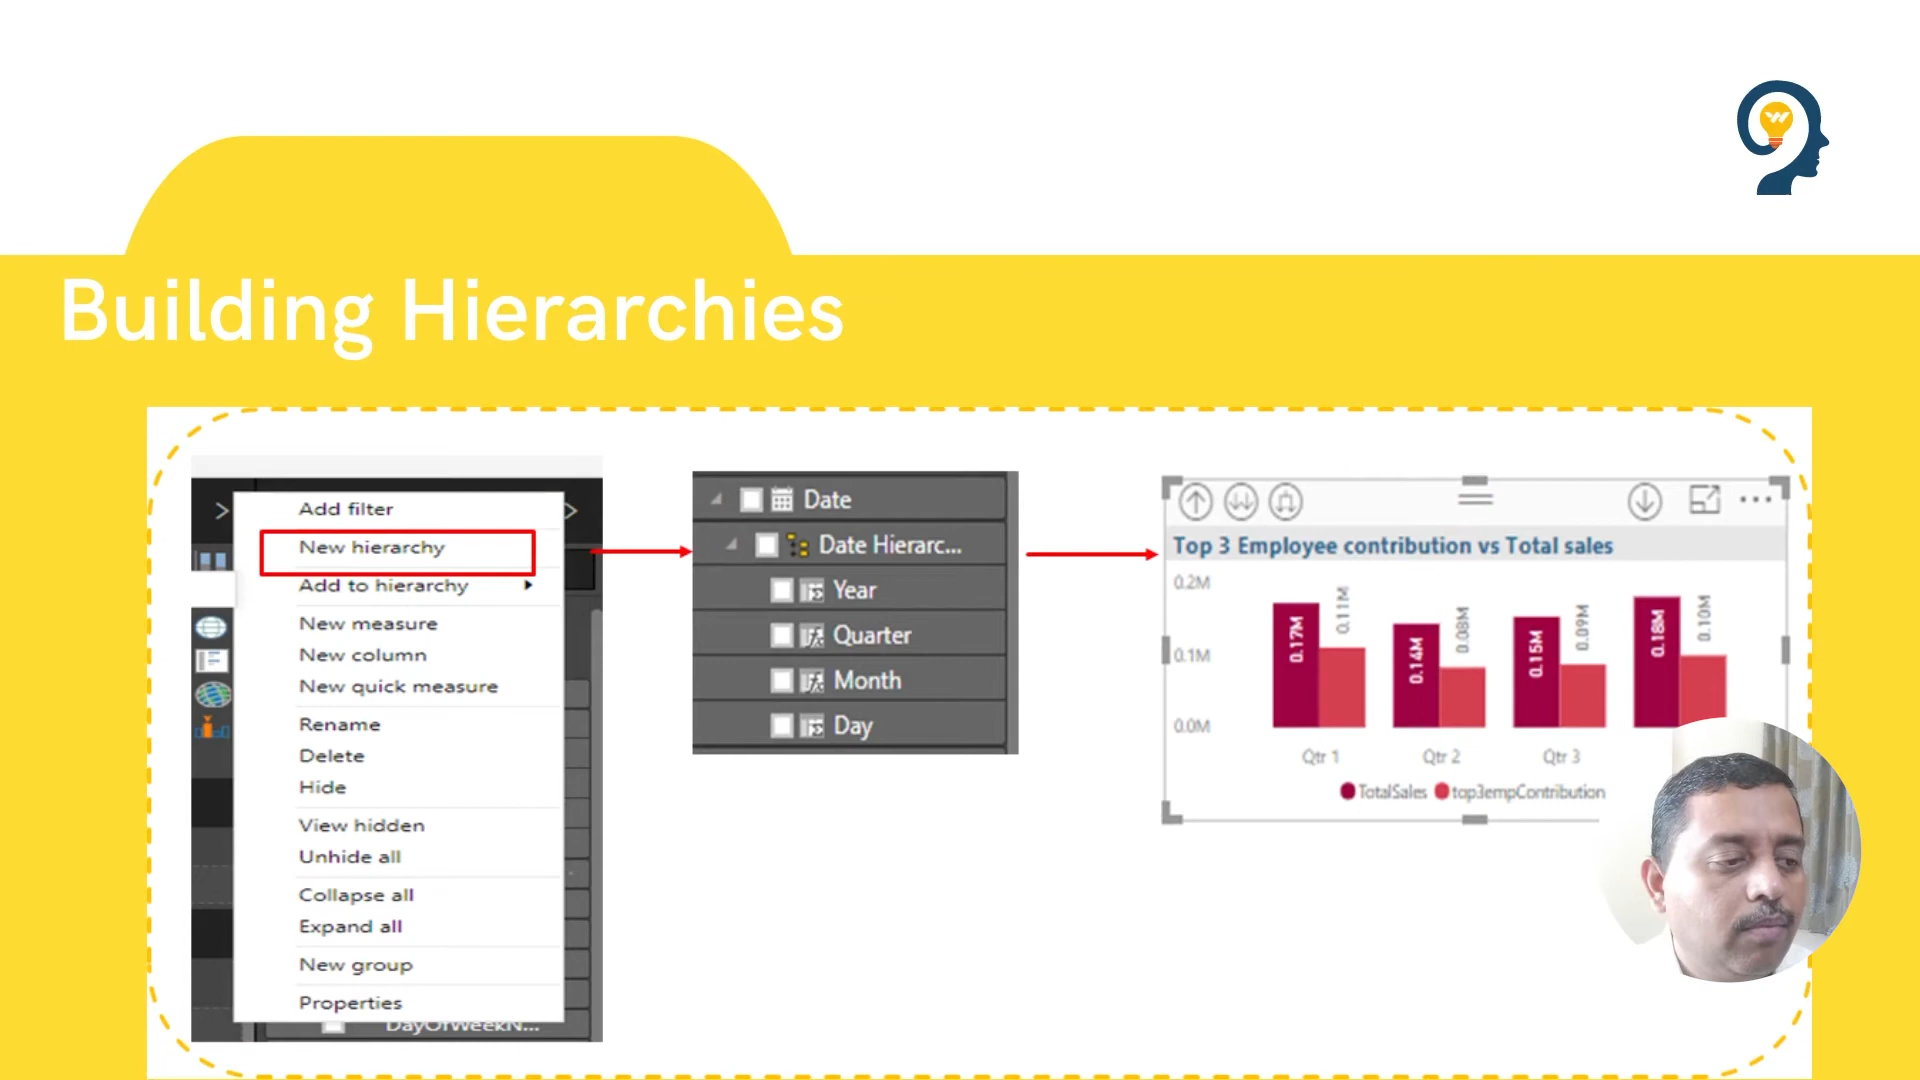 Building Hierarchies
Add filter
New hierarchy
Add to hierarchy
New measure
New column
New quick measure
Rename
Delete
Hide
View hidden
Unhide all
Collapse all
Expand all
New group
Properties
DayOfWeekN...
Date
Date Hierarc...
Year
Quarter
Month
Day
Top 3 Employee contribution vs Total sales
0.2M
0.1M
0.0M
0.17M
0.11M
0.14M
0.08M
0.15M
0.09M
0.18M
0.10M
Qtr 1
Qtr 2
Qtr 3
TotalSales
top3empContribution